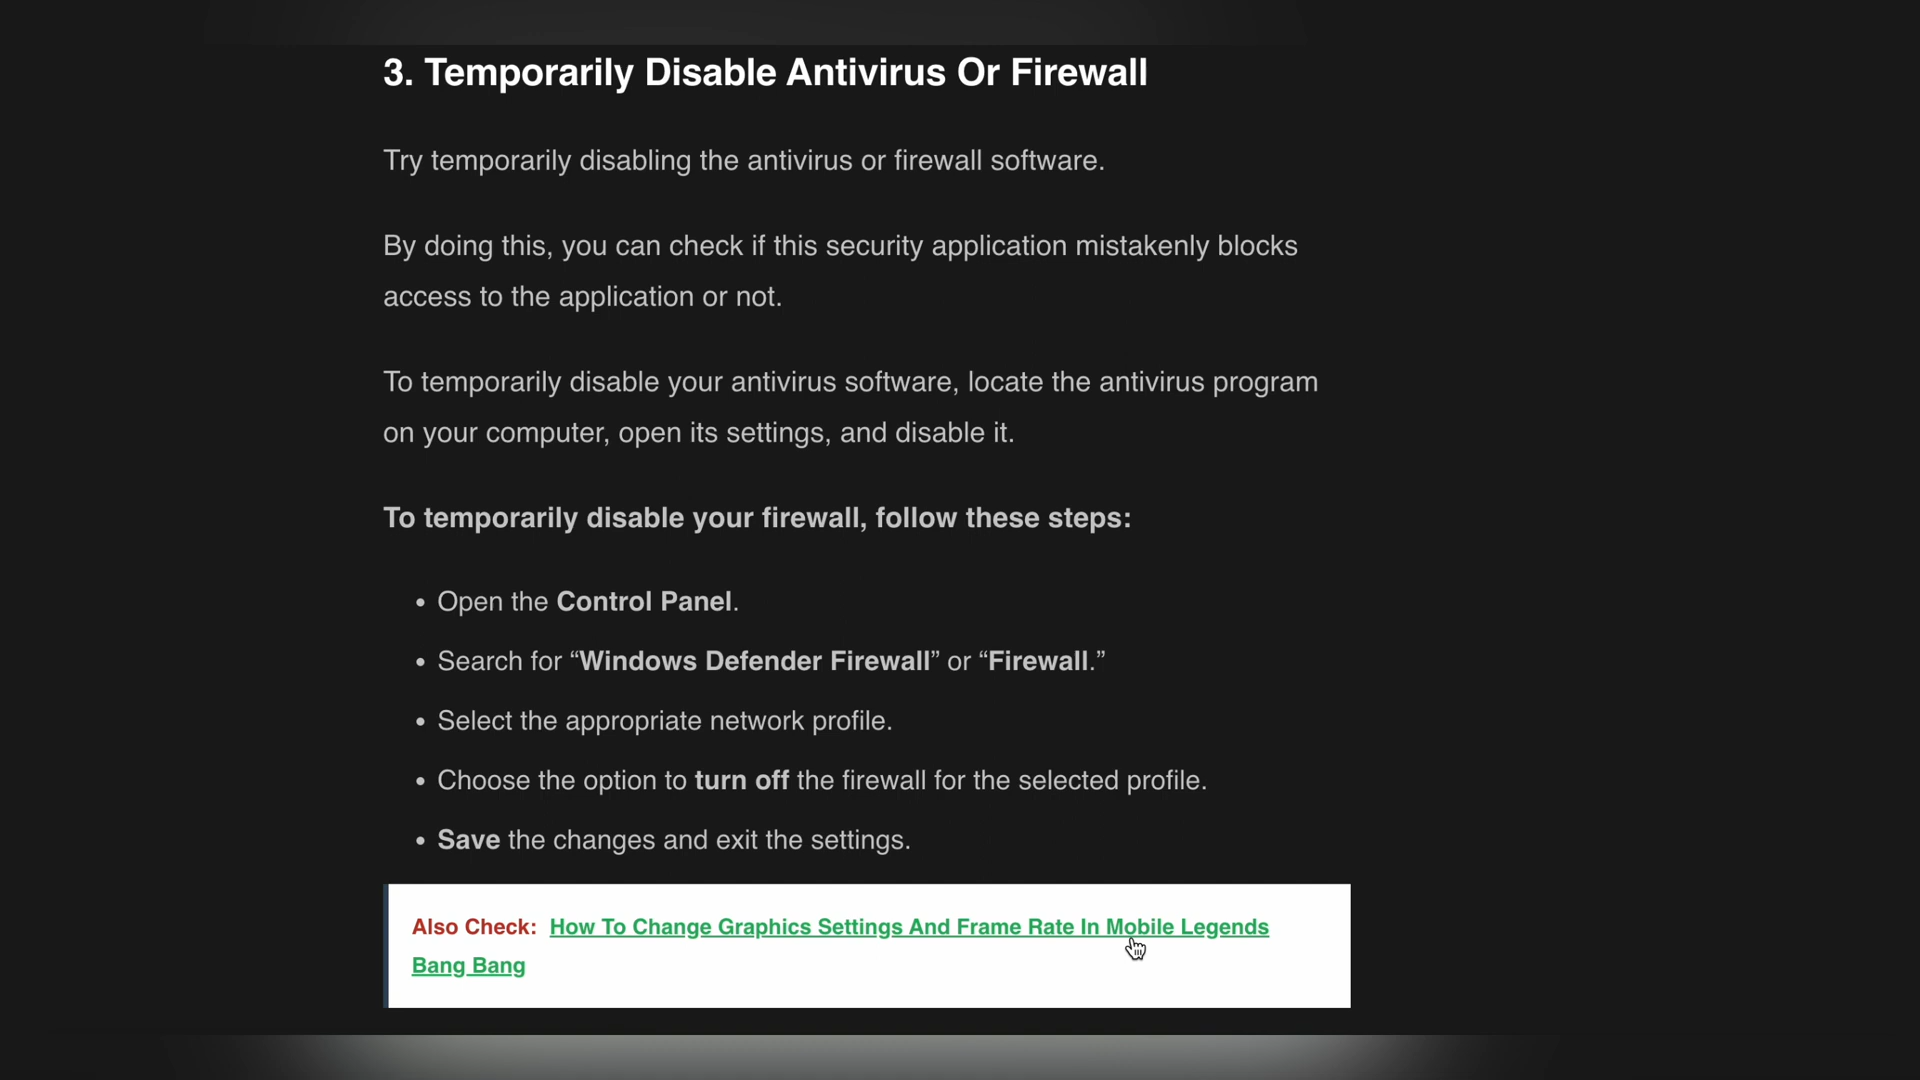 3. Temporarily Disable Antivirus Or Firewall
Try temporarily disabling the antivirus or firewall software.
By doing this, you can check if this security application mistakenly blocks
access to the application or not.
To temporarily disable your antivirus software, locate the antivirus program
on your computer, open its settings, and disable it.
To temporarily disable your firewall, follow these steps:
• Open the Control Panel.
• Search for “Windows Defender Firewall” or “Firewall.”
• Select the appropriate network profile.
• Choose the option to turn off the firewall for the selected profile.
• Save the changes and exit the settings.
Also Check: How To Change Graphics Settings And Frame Rate In Mobile Legends
Bang Bang